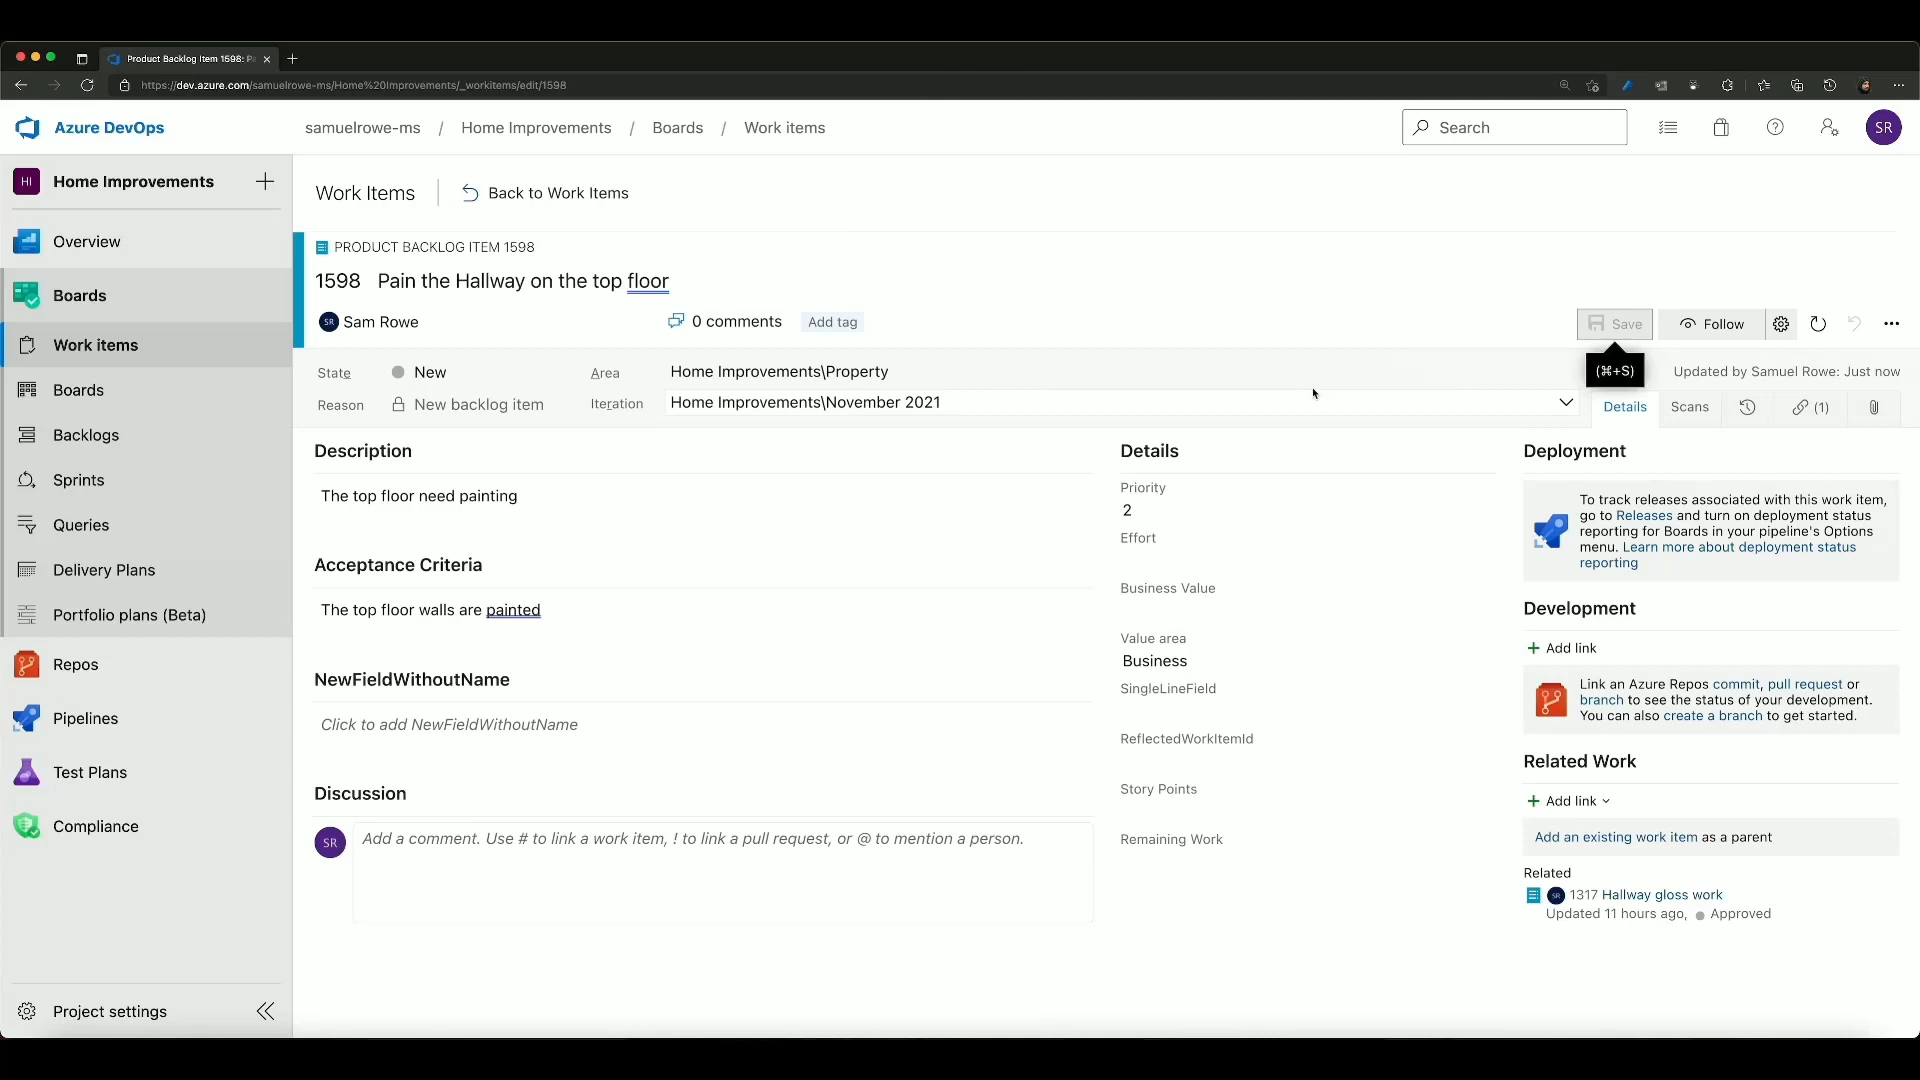 Product Backlog Item 1598: Pa
https://dev.azure.com/samuelrowe-ms/Home%20Improvements/_workitems/edit/1598
Azure DevOps
samuelrowe-ms / Home Improvements / Boards / Work items
Search
SR
HI Home Improvements
Overview
Boards
Work items
Boards
Backlogs
Sprints
Queries
Delivery Plans
Portfolio plans (Beta)
Repos
Pipelines
Test Plans
Compliance
Project settings
Work Items
Back to Work Items
PRODUCT BACKLOG ITEM 1598
1598 Pain the Hallway on the top floor
SR Sam Rowe
0 comments
Add tag
Save
Follow
(⌘+S)
State New
Area Home Improvements\Property
Updated by Samuel Rowe: Just now
Reason New backlog item
Iteration Home Improvements\November 2021
Details
Scans
(1)
Description
The top floor need painting
Acceptance Criteria
The top floor walls are painted
NewFieldWithoutName
Click to add NewFieldWithoutName
Discussion
SR
Add a comment. Use # to link a work item, ! to link a pull request, or @ to mention a person.
Details
Priority
2
Effort
Business Value
Value area
Business
SingleLineField
ReflectedWorkItemId
Story Points
Remaining Work
Deployment
To track releases associated with this work item,
go to Releases and turn on deployment status
reporting for Boards in your pipeline's Options
menu. Learn more about deployment status
reporting
Development
Add link
Link an Azure Repos commit, pull request or
branch to see the status of your development.
You can also create a branch to get started.
Related Work
Add link
Add an existing work item as a parent
Related
SR 1317 Hallway gloss work
Updated 11 hours ago, Approved